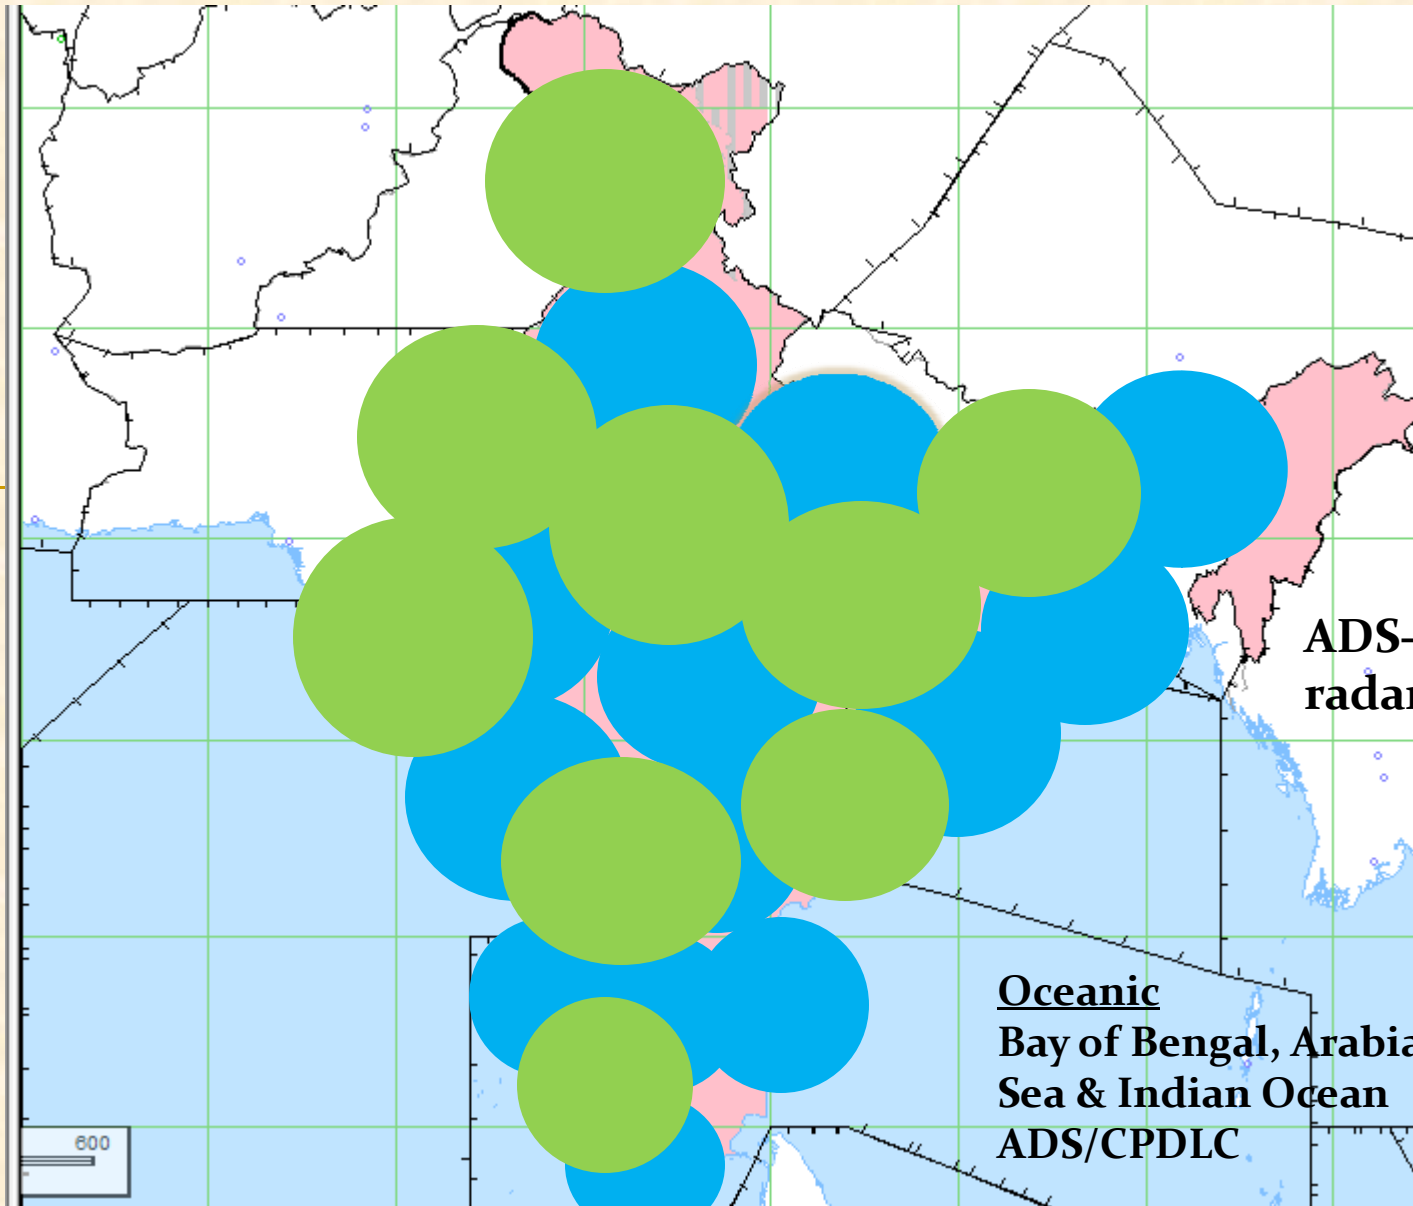 ADS-
radar
Oceanic
Bay of Bengal, Arabia
Sea & Indian Ocean
ADS/CPDLC
600